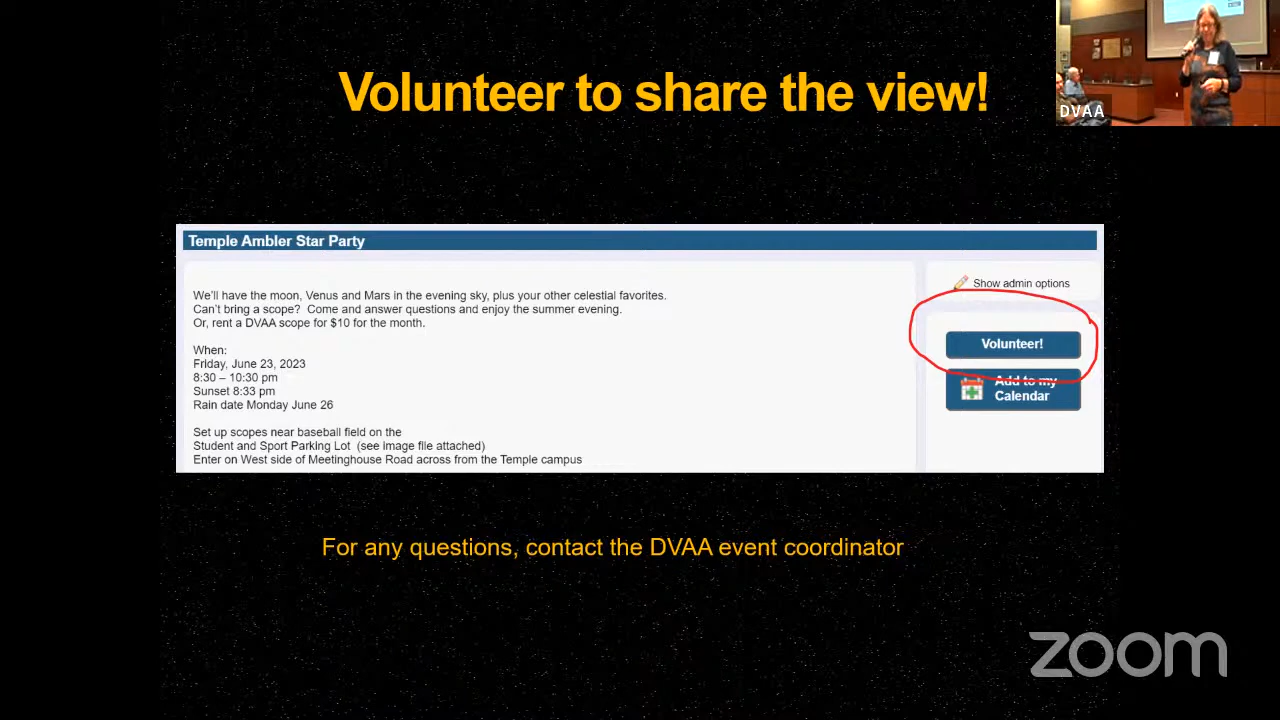 Volunteer to share the view!
DVAA
Temple Ambler Star Party
We'll have the moon, Venus and Mars in the evening sky, plus your other celestial favorites.
Can't bring a scope? Come and answer questions and enjoy the summer evening.
Or, rent a DVAA scope for $10 for the month.
When:
Friday, June 23, 2023
8:30 – 10:30 pm
Sunset 8:33 pm
Rain date Monday June 26
Set up scopes near baseball field on the
Student and Sport Parking Lot (see image file attached)
Enter on West side of Meetinghouse Road across from the Temple campus
Show admin options
Volunteer!
Add to my
Calendar
For any questions, contact the DVAA event coordinator
zoom